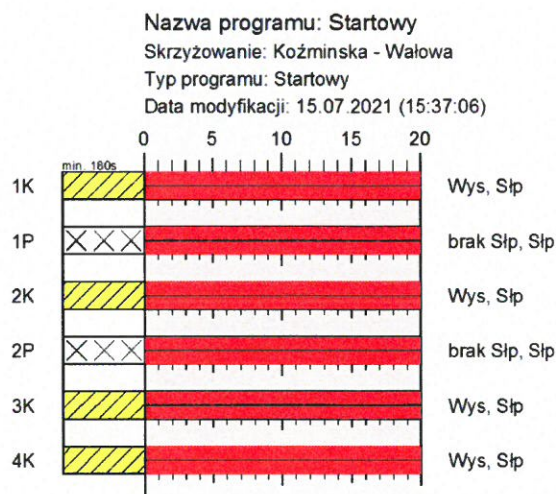 Nazwa programu: Startowy
Skrzyżowanie: Koźminska - Wałowa
Typ programu: Startowy
Data modyfikacji: 15.07.2021 (15:37:06)
0 5 10 15 20
min. 180s
1K Wys, Słp
1P brak Słp, Słp
2K Wys, Słp
2P brak Słp, Słp
3K Wys, Słp
4K Wys, Słp